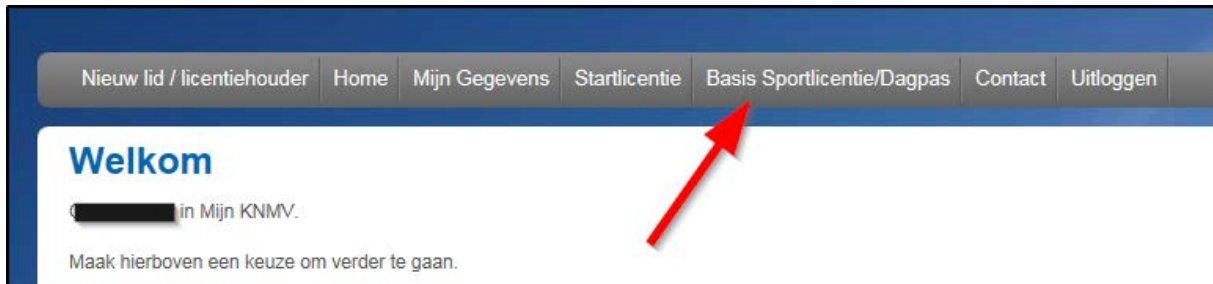 Nieuw lid / licentiehouder Home Mijn Gegevens Startlicentie Basis Sportlicentie/Dagpas Contact Uitloggen
Welkom
in Mijn KNMV.
Maak hierboven een keuze om verder te gaan.